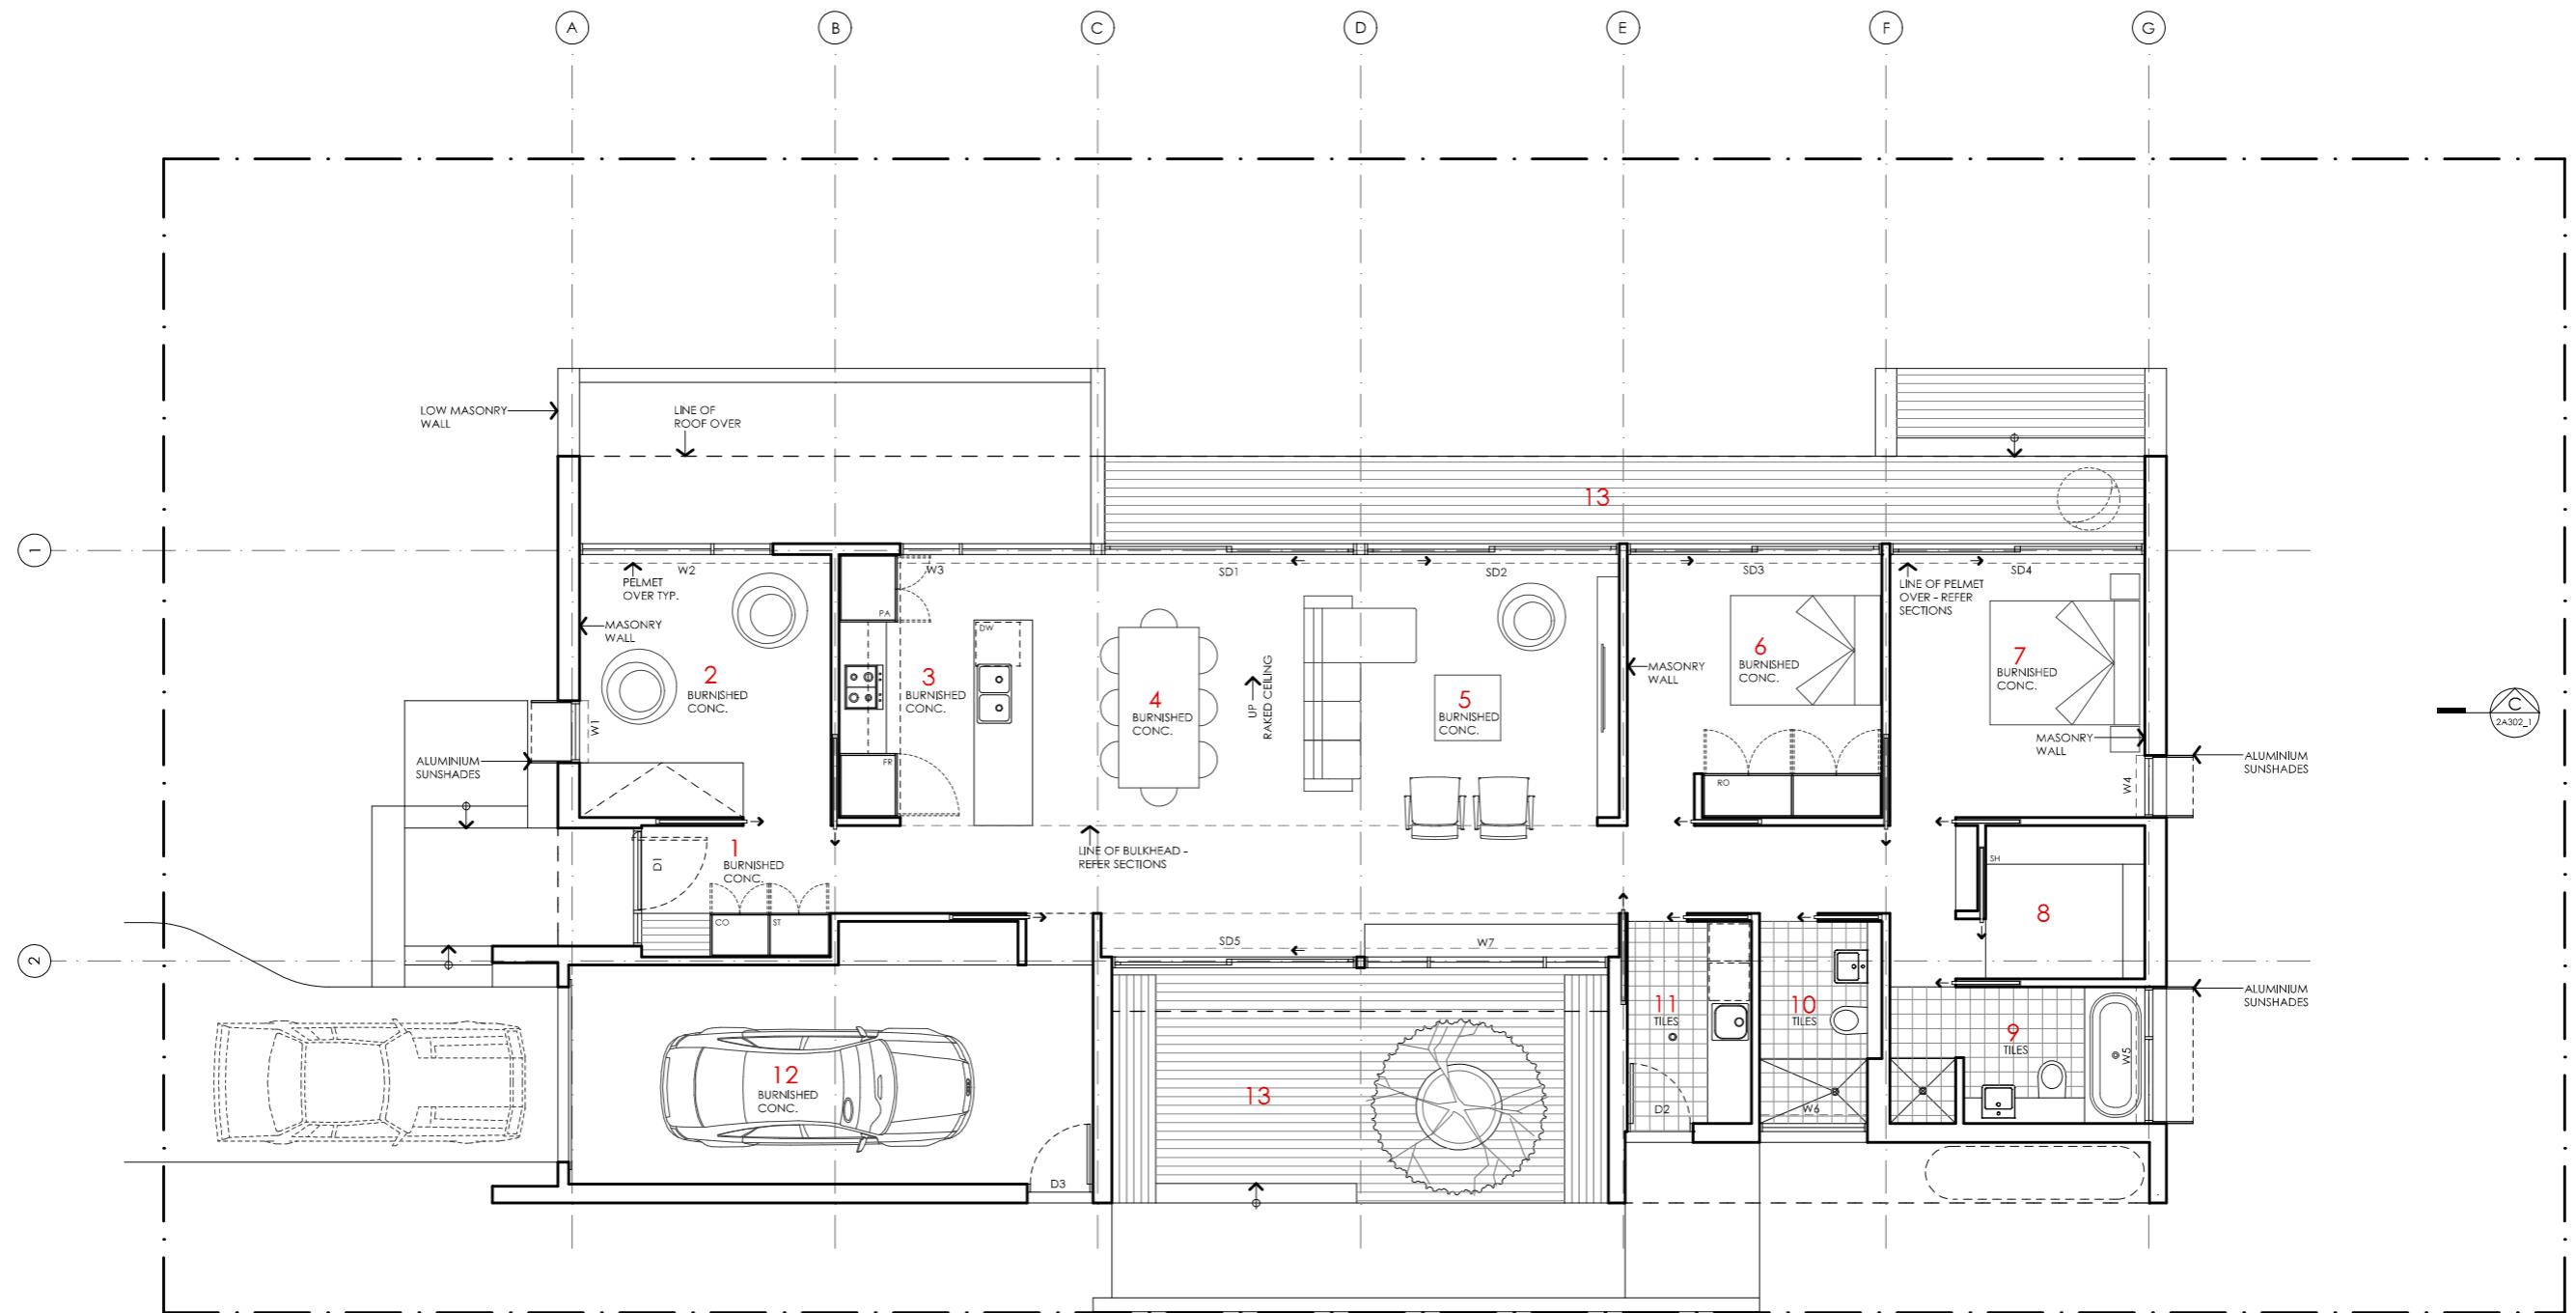 A
B
C
D
E
F
G
LOW MASONRY
WALL
LINE OF
ROOF OVER
13
1
W2
W3
SD1
SD2
SD3
SD4
PELMET
OVER TYP.
LINE OF PELMET
OVER - REFER
SECTIONS
PA
DW
MASONRY
WALL
2
BURNISHED
CONC.
3
BURNISHED
CONC.
4
BURNISHED
CONC.
UP
RAKED CEILING
5
BURNISHED
CONC.
MASONRY
WALL
6
BURNISHED
CONC.
7
BURNISHED
CONC.
C
2A302_1
W1
MASONRY
WALL
ALUMINIUM
SUNSHADES
ALUMINIUM
SUNSHADES
FR
RO
W4
D1
1
BURNISHED
CONC.
LINE OF BULKHEAD -
REFER SECTIONS
SH
CO
ST
8
2
SD5
W7
ALUMINIUM
SUNSHADES
11
TILES
10
TILES
9
TILES
W5
12
BURNISHED
CONC.
13
D2
W6
D3